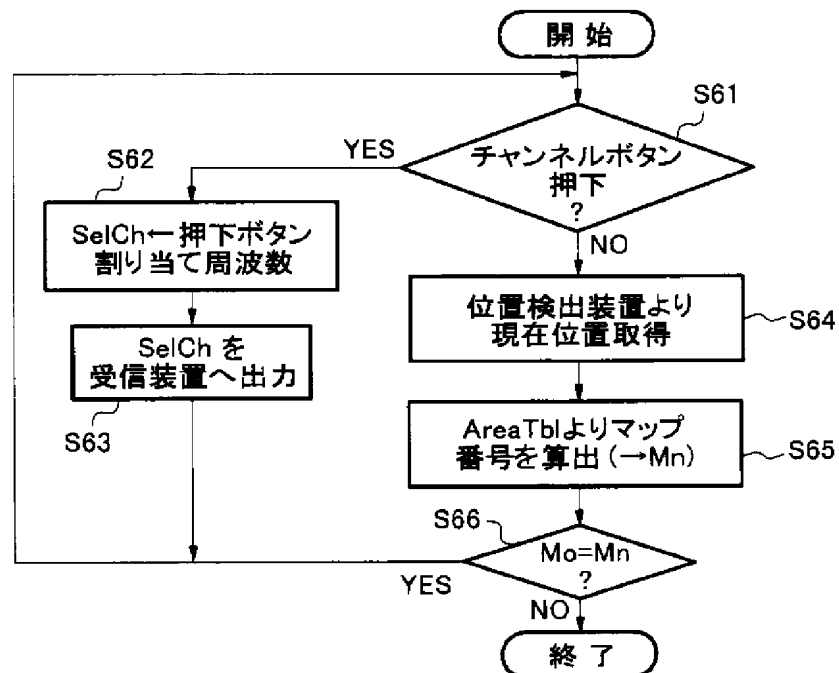 開始
S61
チャンネルボタン
押下
?
YES
NO
S62
SelCh←押下ボタン
割り当て周波数
SelChを
受信装置へ出力
S63
位置検出装置より
現在位置取得
S64
AreaTblよりマップ
番号を算出(→Mn)
S65
S66
Mo=Mn
?
YES
NO
終了